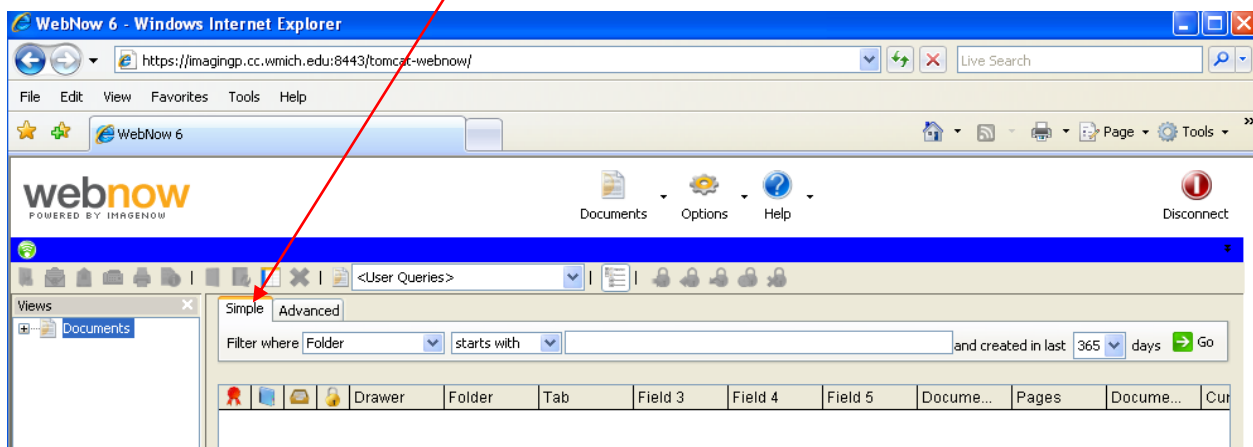 WebNow 6 - Windows Internet Explorer
https://imagingp.cc.wmich.edu:8443/tomcat-webnow/
Live Search
File Edit View Favorites Tools Help
WebNow 6
Page Tools
webnow
POWERED BY IMAGENOW
Documents Options Help Disconnect
<User Queries>
Views
Documents
Simple Advanced
Filter where Folder starts with and created in last 365 days Go
Drawer Folder Tab Field 3 Field 4 Field 5 Docume... Pages Docume... Cur